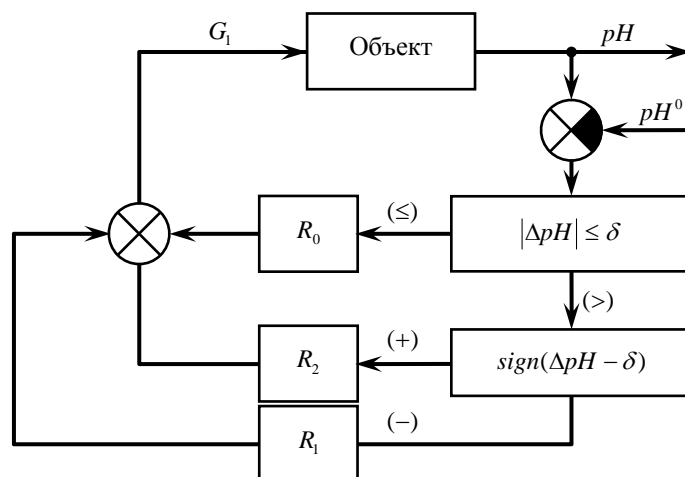 G₁
Объект
pH
pH⁰
R₀
(≤)
|ΔpH| ≤ δ
(>)
R₂
(+)
sign(ΔpH − δ)
R₁
(−)